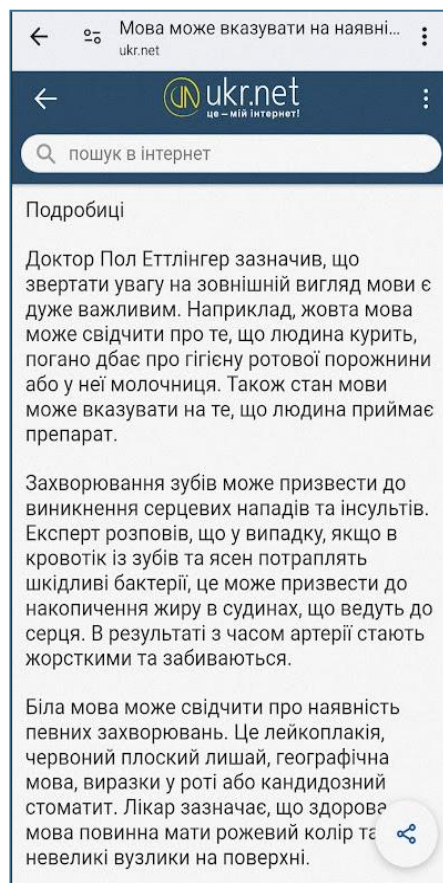 Мова може вказувати на наявні...
ukr.net
ukr.net
це – мій інтернет!
пошук в інтернет
Подробиці
Доктор Пол Еттлінгер зазначив, що
звертати увагу на зовнішній вигляд мови є
дуже важливим. Наприклад, жовта мова
може свідчити про те, що людина курить,
погано дбає про гігієну ротової порожнини
або у неї молочниця. Також стан мови
може вказувати на те, що людина приймає
препарат.
Захворювання зубів може призвести до
виникнення серцевих нападів та інсультів.
Експерт розповів, що у випадку, якщо в
кровотік із зубів та ясен потраплять
шкідливі бактерії, це може призвести до
накопичення жиру в судинах, що ведуть до
серця. В результаті з часом артерії стають
жорсткими та забиваються.
Біла мова може свідчити про наявність
певних захворювань. Це лейкоплакія,
червоний плоский лишай, географічна
мова, виразки у роті або кандидозний
стоматит. Лікар зазначає, що здорова
мова повинна мати рожевий колір та
невеликі вузлики на поверхні.